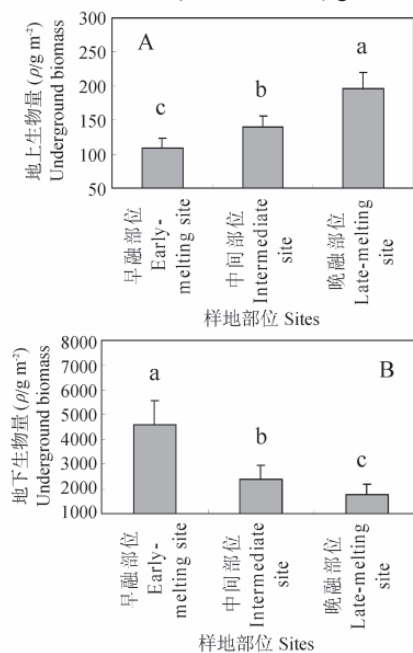 A
地上生物量 (ρ/g m⁻²)
Underground biomass
250
200
150
100
50
c
b
a
早融部位
Early-
melting site
中间部位
Intermediate
site
晚融部位
Late-melting
site
样地部位 Sites
B
地下生物量 (ρ/g m⁻²)
Underground biomass
8000
7000
6000
5000
4000
3000
2000
1000
a
b
c
早融部位
Early-
melting site
中间部位
Intermediate
site
晚融部位
Late-melting
site
样地部位 Sites